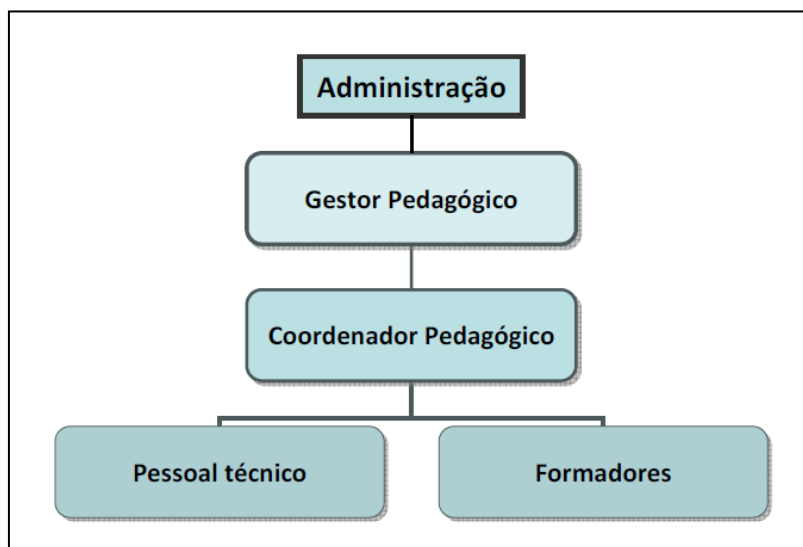 Administração
Gestor Pedagógico
Coordenador Pedagógico
Pessoal técnico
Formadores